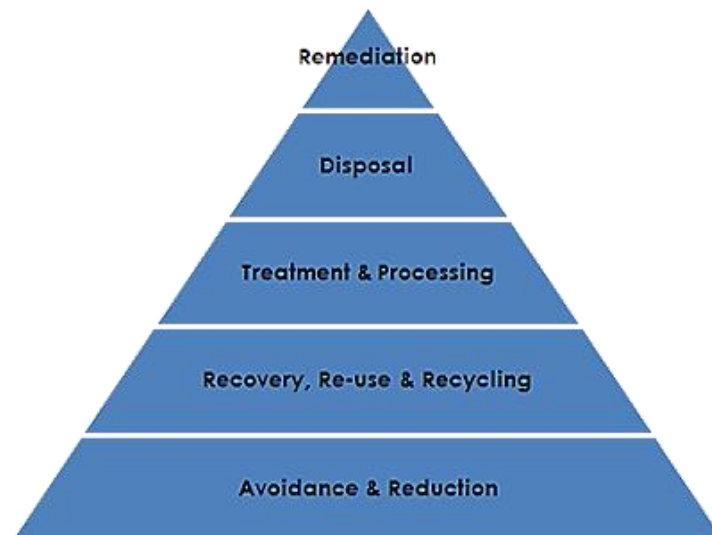 Remediation
Disposal
Treatment & Processing
Recovery, Re-use & Recycling
Avoidance & Reduction